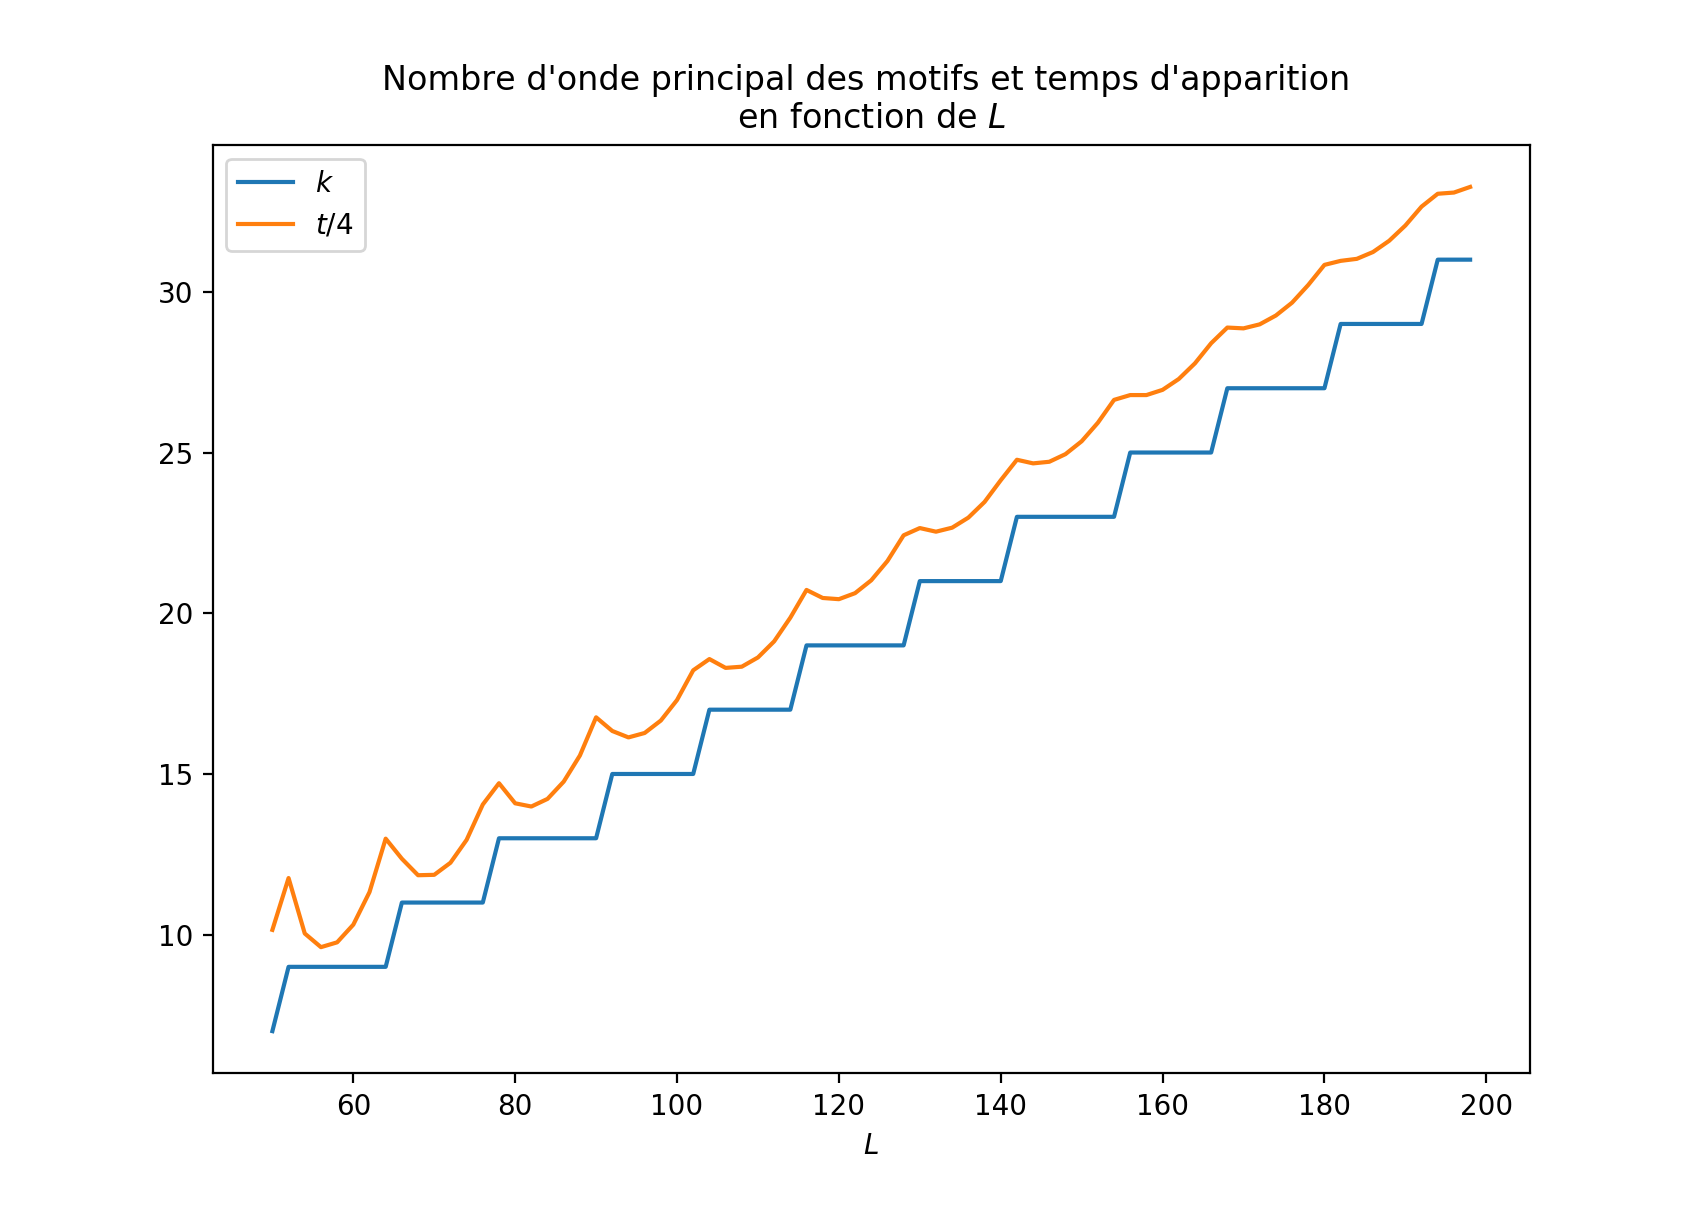 Nombre d'onde principal des motifs et temps d'apparition
en fonction de L
k
t/4
30
25
20
15
10
60 80 100 120 140 160 180 200
L